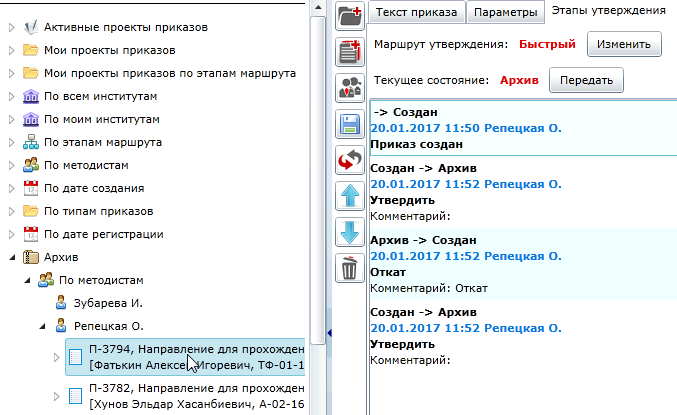 Активные проекты приказов
Мои проекты приказов
Мои проекты приказов по этапам маршрута
По всем институтам
По моим институтам
По этапам маршрута
По методистам
По дате создания
По типам приказов
По дате регистрации
Архив
По методистам
Зубарева И.
Репецкая О.
П-3794, Направление для прохожден
[Фатькин Алексей Игоревич, ТФ-01-1
П-3782, Направление для прохожден
[Хунов Эльдар Хасанбиевич, А-02-16
Текст приказа Параметры Этапы утверждения
Маршрут утверждения: Быстрый Изменить
Текущее состояние: Архив Передать
-> Создан
20.01.2017 11:50 Репецкая О.
Приказ создан
Создан -> Архив
20.01.2017 11:52 Репецкая О.
Утвердить
Комментарий:
Архив -> Создан
20.01.2017 11:52 Репецкая О.
Откат
Комментарий: Откат
Создан -> Архив
20.01.2017 11:52 Репецкая О.
Утвердить
Комментарий: